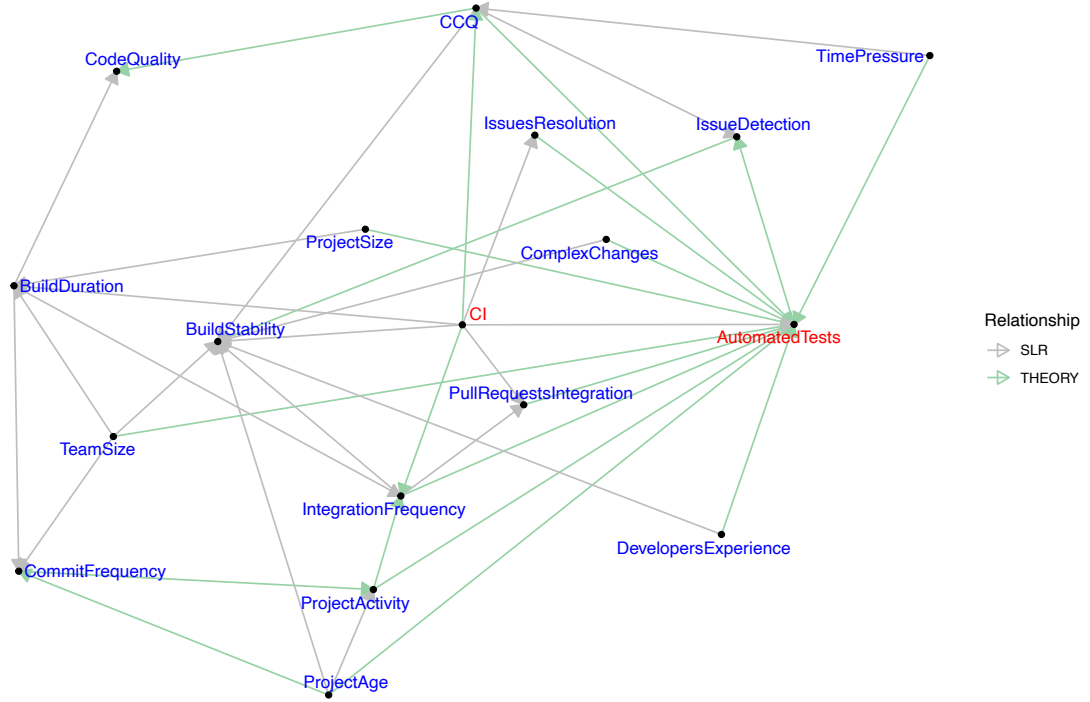 CCQ
TimePressure
CodeQuality
IssuesResolution
IssueDetection
ProjectSize
ComplexChanges
BuildDuration
CI
BuildStability
AutomatedTests
Relationship
SLR
THEORY
PullRequestsIntegration
TeamSize
IntegrationFrequency
DevelopersExperience
CommitFrequency
ProjectActivity
ProjectAge